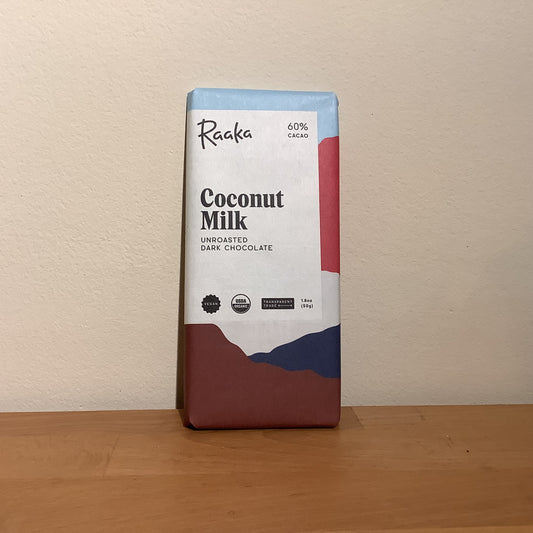 Raaka
60%
CACAO
Coconut
Milk
UNROASTED
DARK CHOCOLATE
VEGAN
USDA
ORGANIC
TRANSPARENT
TRADE
1.8oz
(50g)